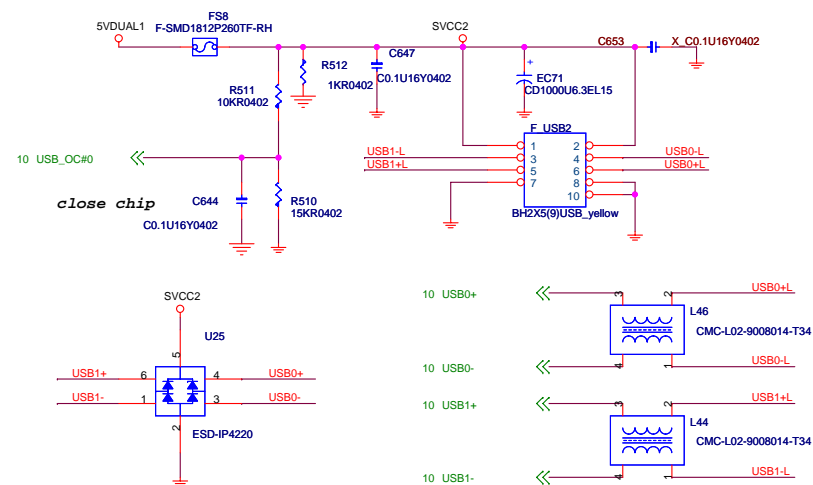 FS8
5VDUAL1
F-SMD1812P260TF-RH
SVCC2
C653
X_C0.1U16Y0402
C647
R512
C0.1U16Y0402
1KR0402
R511
10KR0402
+
EC71
CD1000U6.3EL15
F_USB2
1 2
USB1-L 3 4 USB0-L
USB1+L 5 6 USB0+L
7 8
10
BH2X5(9)USB_yellow
10 USB_OC#0
close chip
C644
C0.1U16Y0402
R510
15KR0402
SVCC2
U25
5
USB1+ 6 4 USB0+
USB1- 1 3 USB0-
2
ESD-IP4220
10 USB0+ 3 2 USB0+L
L46
CMC-L02-9008014-T34
10 USB0- 4 1 USB0-L
10 USB1+ 3 2 USB1+L
L44
CMC-L02-9008014-T34
10 USB1- 4 1 USB1-L